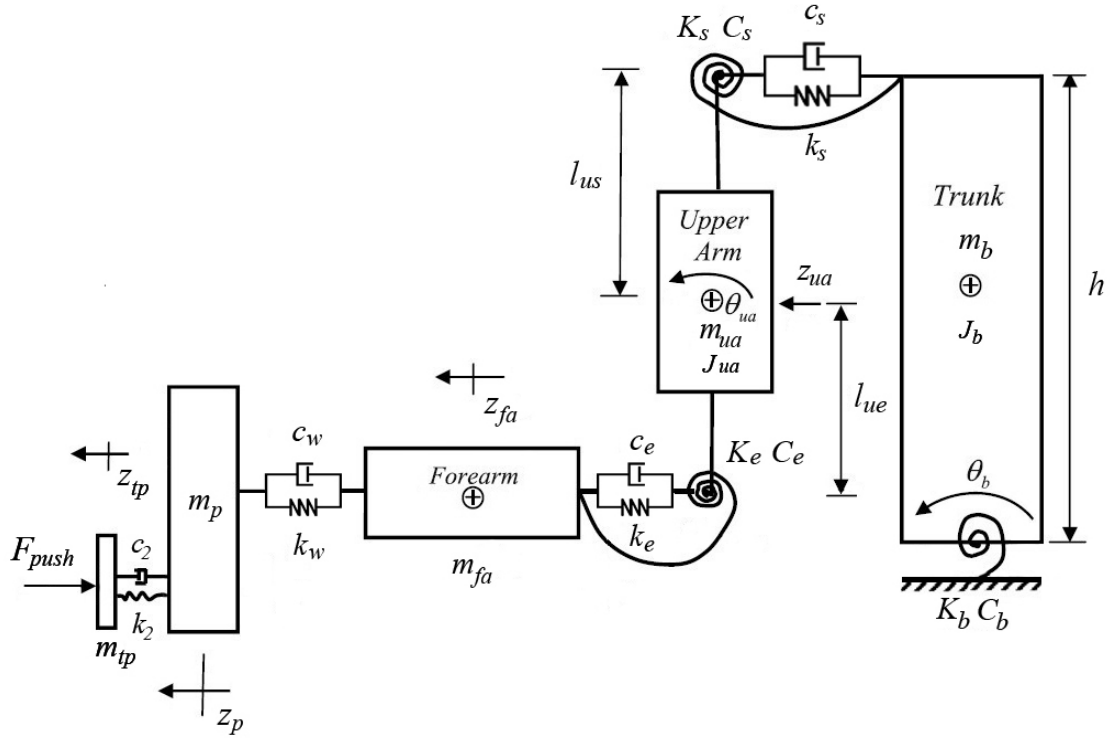 K_s C_s
c_s
k_s
l_us
Upper
Arm
θ_ua
m_ua
J_ua
z_ua
Trunk
m_b
J_b
h
l_ue
z_fa
c_w
k_w
Forearm
m_fa
c_e
k_e
K_e C_e
θ_b
K_b C_b
z_tp
m_p
F_push
c_2
k_2
m_tp
z_p